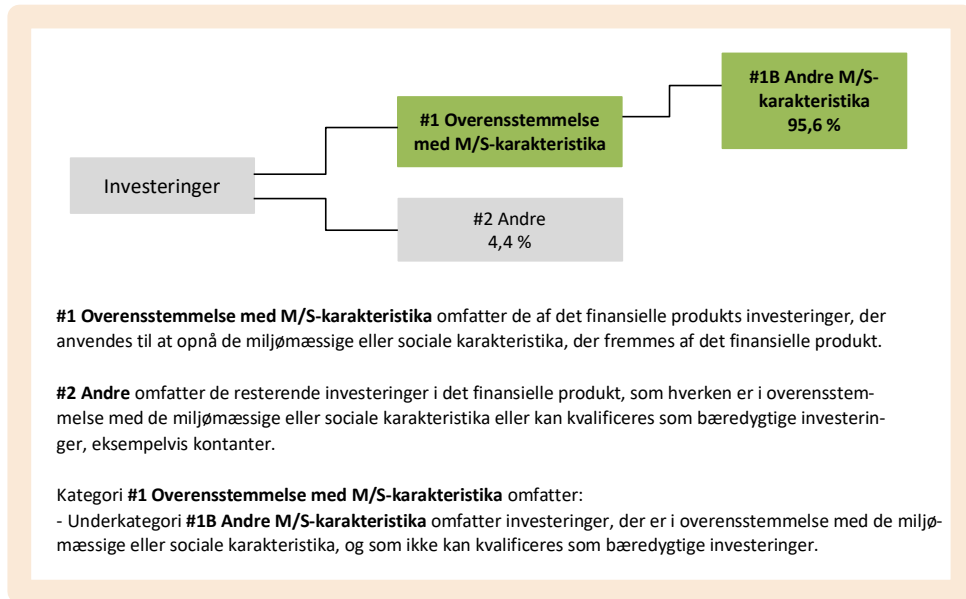 #1B Andre M/S-
karakteristika
95,6 %
#1 Overensstemmelse
med M/S-karakteristika
Investeringer
#2 Andre
4,4 %
#1 Overensstemmelse med M/S-karakteristika omfatter de af det finansielle produkts investeringer, der
anvendes til at opnå de miljømæssige eller sociale karakteristika, der fremmes af det finansielle produkt.
#2 Andre omfatter de resterende investeringer i det finansielle produkt, som hverken er i overensstem-
melse med de miljømæssige eller sociale karakteristika eller kan kvalificeres som bæredygtige investerin-
ger, eksempelvis kontanter.
Kategori #1 Overensstemmelse med M/S-karakteristika omfatter:
- Underkategori #1B Andre M/S-karakteristika omfatter investeringer, der er i overensstemmelse med de miljø-
mæssige eller sociale karakteristika, og som ikke kan kvalificeres som bæredygtige investeringer.